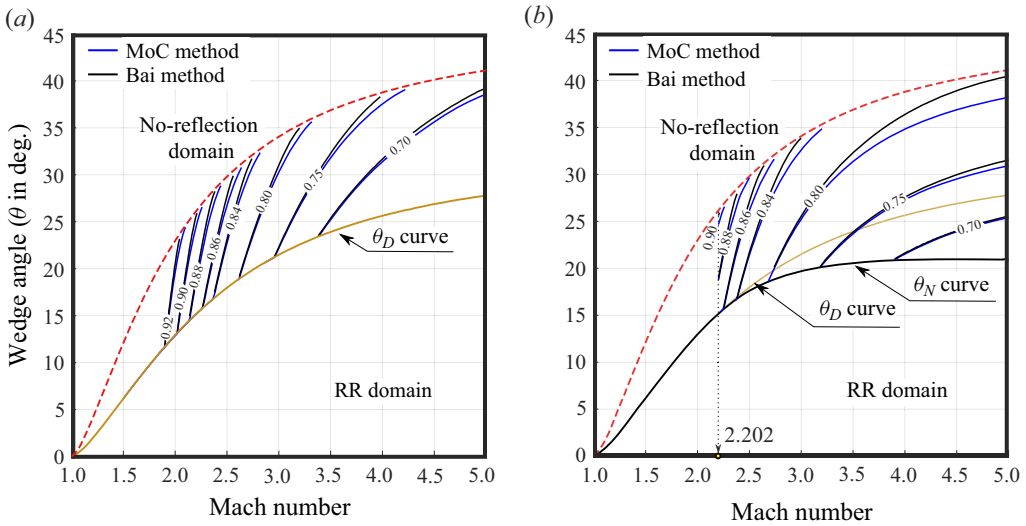 (a)
45
40
35
30
25
20
15
10
5
0
Wedge angle (θ in deg.)
MoC method
Bai method
No-reflection
domain
0.92
0.90
0.88
0.86
0.84
0.80
0.75
0.70
θD curve
RR domain
1.0 1.5 2.0 2.5 3.0 3.5 4.0 4.5 5.0
Mach number
(b)
45
40
35
30
25
20
15
10
5
0
MoC method
Bai method
No-reflection
domain
0.90
0.88
0.86
0.84
0.80
0.75
0.70
θN curve
θD curve
RR domain
2.202
1.0 1.5 2.0 2.5 3.0 3.5 4.0 4.5 5.0
Mach number